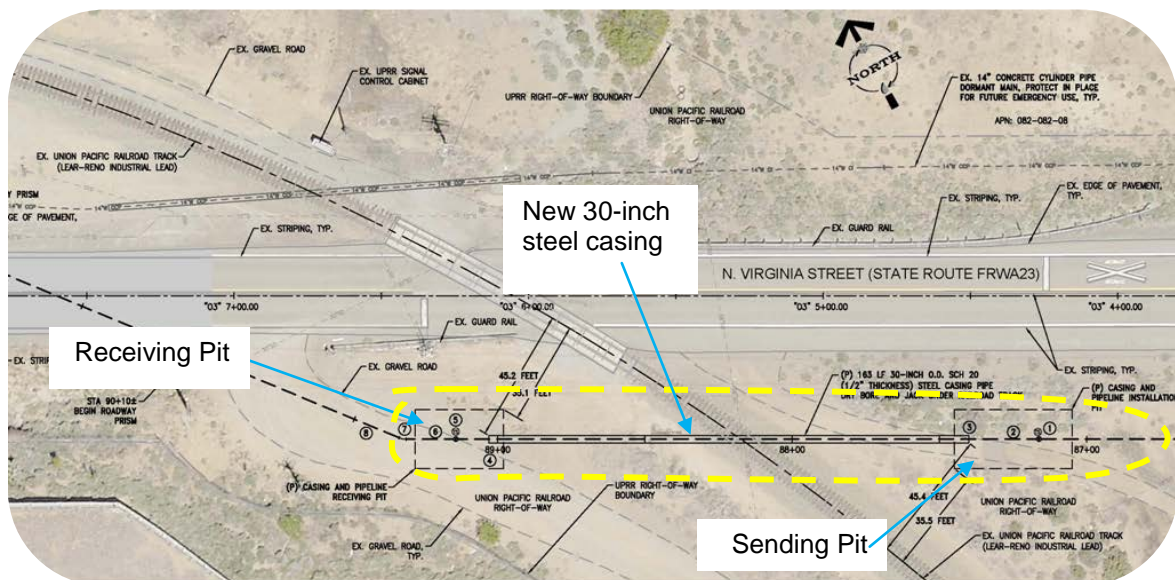 EX. GRAVEL ROAD
EX. UPRR SIGNAL
CONTROL CABINET
UPRR RIGHT-OF-WAY BOUNDARY
UNION PACIFIC RAILROAD
RIGHT-OF-WAY
NORTH
EX. 14" CONCRETE CYLINDER PIPE
DORMANT MAIN, PROTECT IN PLACE
FOR FUTURE EMERGENCY USE, TYP.
APN: 082-082-08
EX. UNION PACIFIC RAILROAD TRACK
(LEAR-RENO INDUSTRIAL LEAD)
Y PRISM
DGE OF PAVEMENT,
EX. STRIPING, TYP.
New 30-inch
steel casing
EX. GUARD RAIL
EX. STRIPING, TYP.
EX. EDGE OF PAVEMENT,
TYP.
N. VIRGINIA STREET (STATE ROUTE FRWA23)
"03" 7+00.00
"03" 6+00.00
"03" 5+00.00
"03" 4+00.00
Receiving Pit
EX. GUARD RAIL
EX. GRAVEL ROAD
EX. STRIP
STA 90+10±
BEGIN ROADWAY
PRISM
45.2 FEET
35.1 FEET
(P) 163 LF 30-INCH O.D. SCH 20
(1/2" THICKNESS) STEEL CASING PIPE
DRY BORE AND JACK UNDER
EX. STRIPING, TYP.
(P) CASING AND
PIPELINE INSTALLATION
PIT
8
7
6
5
4
3
2
1
89+00
88+00
87+00
(P) CASING AND PIPELINE
RECEIVING PIT
UNION PACIFIC RAILROAD
RIGHT-OF-WAY
UPRR RIGHT-OF-WAY
BOUNDARY
EX. GRAVEL ROAD,
TYP.
45.4 FEET
35.5 FEET
Sending Pit
UNION PACIFIC RAILROAD
RIGHT-OF-WAY
EX. UNION PACIFIC RAILROAD TRACK
(LEAR-RENO INDUSTRIAL LEAD)